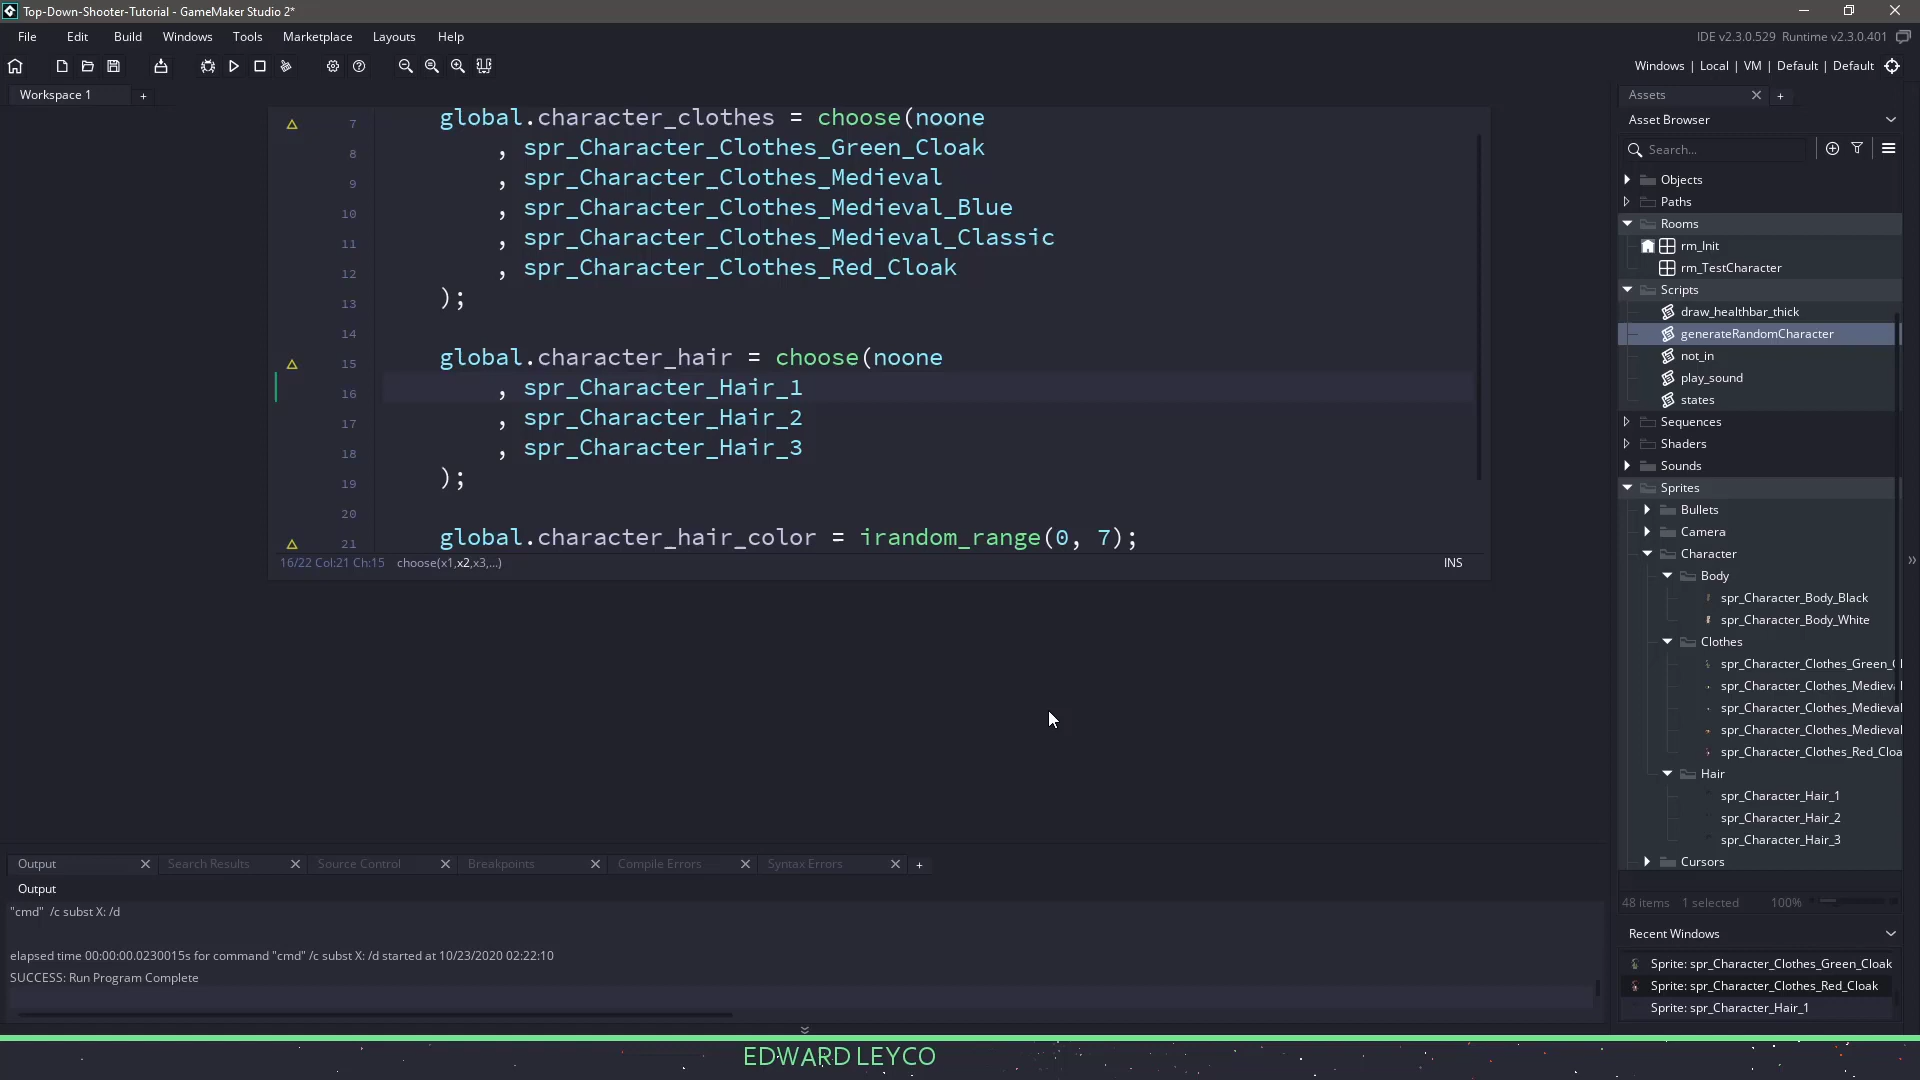 Top-Down-Shooter-Tutorial - GameMaker Studio 2*
File Edit Build Windows Tools Marketplace Layouts Help
IDE v2.3.0.529 Runtime v2.3.0.401
Windows | Local | VM | Default | Default
Workspace 1 +
7 global.character_clothes = choose(noone
8 , spr_Character_Clothes_Green_Cloak
9 , spr_Character_Clothes_Medieval
10 , spr_Character_Clothes_Medieval_Blue
11 , spr_Character_Clothes_Medieval_Classic
12 , spr_Character_Clothes_Red_Cloak
13 );
14
15 global.character_hair = choose(noone
16 , spr_Character_Hair_1
17 , spr_Character_Hair_2
18 , spr_Character_Hair_3
19 );
20
21 global.character_hair_color = irandom_range(0, 7);
16/22 Col:21 Ch:15 choose(x1,x2,x3,...) INS
Assets +
Asset Browser
Search...
Objects
Paths
Rooms
rm_Init
rm_TestCharacter
Scripts
draw_healthbar_thick
generateRandomCharacter
not_in
play_sound
states
Sequences
Shaders
Sounds
Sprites
Bullets
Camera
Character
Body
spr_Character_Body_Black
spr_Character_Body_White
Clothes
spr_Character_Clothes_Green_Cl
spr_Character_Clothes_Medieval
spr_Character_Clothes_Medieval
spr_Character_Clothes_Medieval
spr_Character_Clothes_Red_Cloa
Hair
spr_Character_Hair_1
spr_Character_Hair_2
spr_Character_Hair_3
Cursors
48 items 1 selected 100%
Recent Windows
Sprite: spr_Character_Clothes_Green_Cloak
Sprite: spr_Character_Clothes_Red_Cloak
Sprite: spr_Character_Hair_1
Output Search Results Source Control Breakpoints Compile Errors Syntax Errors +
Output
"cmd" /c subst X: /d
elapsed time 00:00:00.0230015s for command "cmd" /c subst X: /d started at 10/23/2020 02:22:10
SUCCESS: Run Program Complete
EDWARD LEYCO